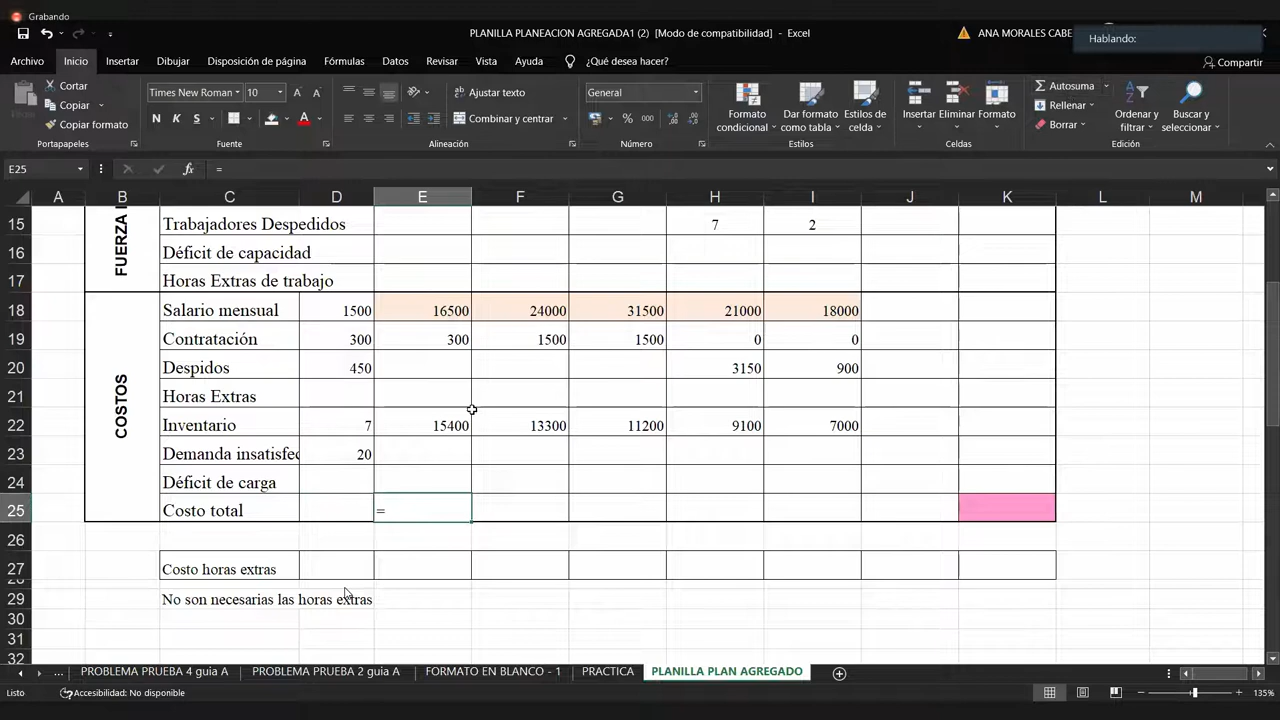 Grabando
PLANILLA PLANEACION AGREGADA1 (2) [Modo de compatibilidad] - Excel
ANA MORALES CABE
Hablando:
Archivo Inicio Insertar Dibujar Disposición de página Fórmulas Datos Revisar Vista Ayuda ¿Qué desea hacer? Compartir
Pegar Cortar Copiar Copiar formato
Times New Roman 10
N K S
Ajustar texto
Combinar y centrar
General
% 000
Formato condicional
Dar formato como tabla
Estilos de celda
Insertar Eliminar Formato
Autosuma
Rellenar
Borrar
Ordenar y filtrar
Buscar y seleccionar
Portapapeles Fuente Alineación Número Estilos Celdas Edición
E25 fx =
A B C D E F G H I J K L M
FUERZA
15 Trabajadores Despedidos 7 2
16 Déficit de capacidad
17 Horas Extras de trabajo
COSTOS
18 Salario mensual 1500 16500 24000 31500 21000 18000
19 Contratación 300 300 1500 1500 0 0
20 Despidos 450 3150 900
21 Horas Extras
22 Inventario 7 15400 13300 11200 9100 7000
23 Demanda insatisfec 20
24 Déficit de carga
25 Costo total =
26
27 Costo horas extras
28
29 No son necesarias las horas extras
30
31
32
... PROBLEMA PRUEBA 4 guia A PROBLEMA PRUEBA 2 guia A FORMATO EN BLANCO - 1 PRACTICA PLANILLA PLAN AGREGADO
Listo Accesibilidad: No disponible 135%